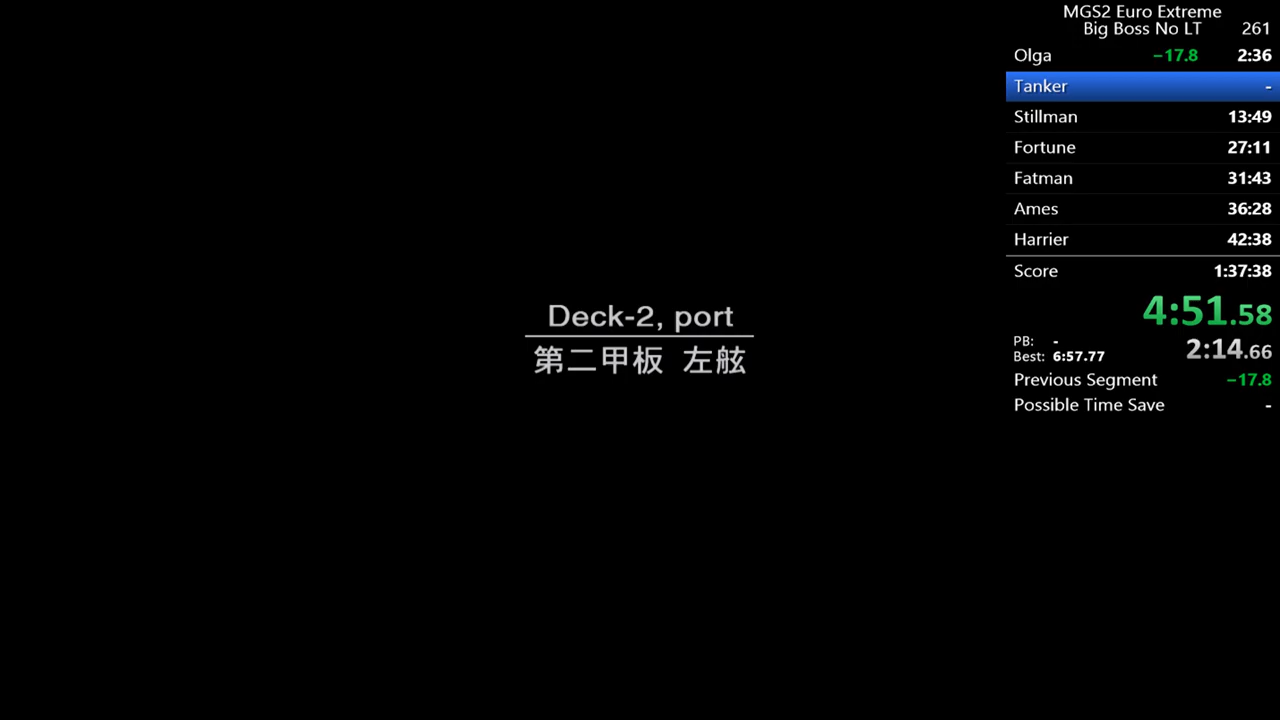 MGS2 Euro Extreme
Big Boss No LT 261
Olga −17.8 2:36
Tanker -
Stillman 13:49
Fortune 27:11
Fatman 31:43
Ames 36:28
Harrier 42:38
Score 1:37:38
4:51.58
PB: -
Best: 6:57.77
2:14.66
Previous Segment −17.8
Possible Time Save -
Deck-2, port
第二甲板 左舷